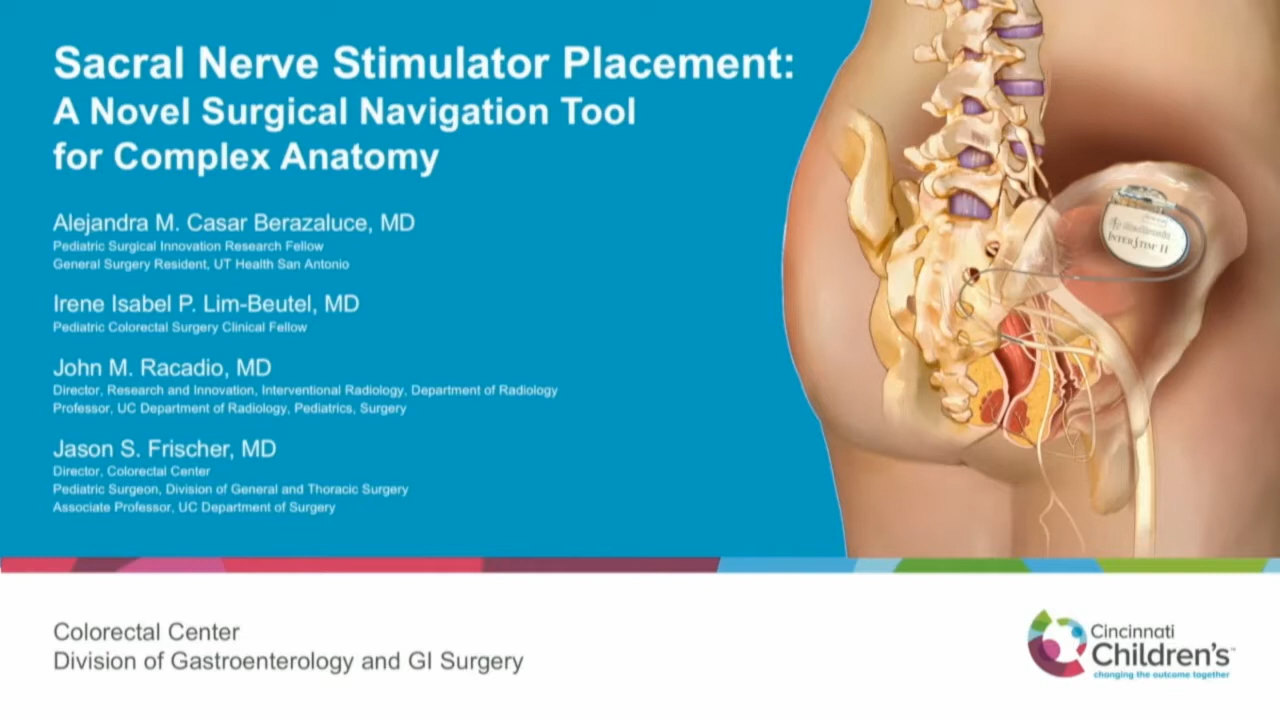 Sacral Nerve Stimulator Placement:
A Novel Surgical Navigation Tool
for Complex Anatomy
Alejandra M. Casar Berazaluce, MD
Pediatric Surgical Innovation Research Fellow
General Surgery Resident, UT Health San Antonio
Irene Isabel P. Lim-Beutel, MD
Pediatric Colorectal Surgery Clinical Fellow
John M. Racadio, MD
Director, Research and Innovation, Interventional Radiology, Department of Radiology
Professor, UC Department of Radiology, Pediatrics, Surgery
Jason S. Frischer, MD
Director, Colorectal Center
Pediatric Surgeon, Division of General and Thoracic Surgery
Associate Professor, UC Department of Surgery
INTERSTIM II
Colorectal Center
Division of Gastroenterology and GI Surgery
Cincinnati
Children's
changing the outcome together